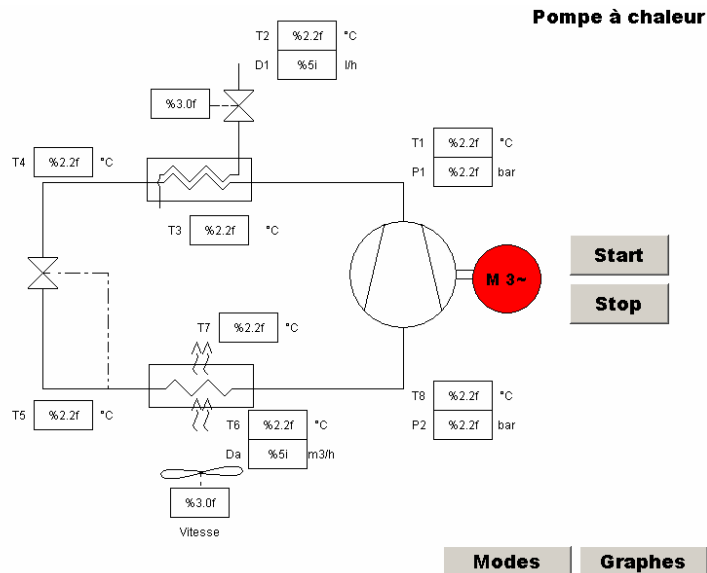 Pompe à chaleur
T2 %2.2f °C
D1 %5i l/h
%3.0f
T1 %2.2f °C
P1 %2.2f bar
T4 %2.2f °C
T3 %2.2f °C
Start
M 3~
Stop
T7 %2.2f °C
T8 %2.2f °C
P2 %2.2f bar
T5 %2.2f °C
T6 %2.2f °C
Da %5i m3/h
%3.0f
Vitesse
Modes
Graphes